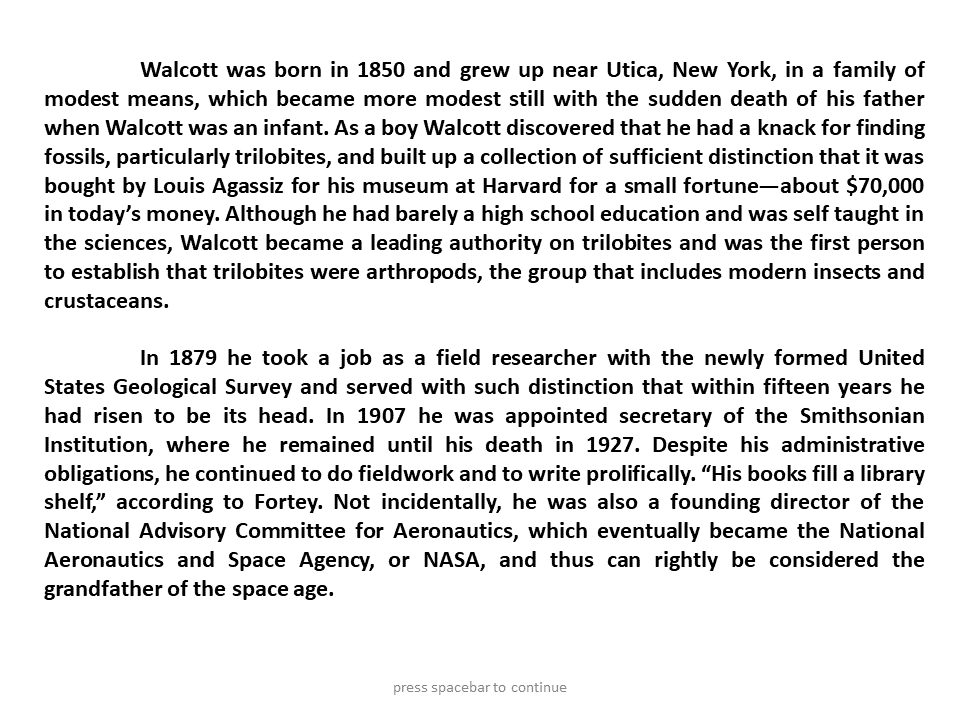 Walcott was born in 1850 and grew up near Utica, New York, in a family of
modest means, which became more modest still with the sudden death of his father
when Walcott was an infant. As a boy Walcott discovered that he had a knack for finding
fossils, particularly trilobites, and built up a collection of sufficient distinction that it was
bought by Louis Agassiz for his museum at Harvard for a small fortune—about $70,000
in today’s money. Although he had barely a high school education and was self taught in
the sciences, Walcott became a leading authority on trilobites and was the first person
to establish that trilobites were arthropods, the group that includes modern insects and
crustaceans.
In 1879 he took a job as a field researcher with the newly formed United
States Geological Survey and served with such distinction that within fifteen years he
had risen to be its head. In 1907 he was appointed secretary of the Smithsonian
Institution, where he remained until his death in 1927. Despite his administrative
obligations, he continued to do fieldwork and to write prolifically. “His books fill a library
shelf,” according to Fortey. Not incidentally, he was also a founding director of the
National Advisory Committee for Aeronautics, which eventually became the National
Aeronautics and Space Agency, or NASA, and thus can rightly be considered the
grandfather of the space age.
press spacebar to continue